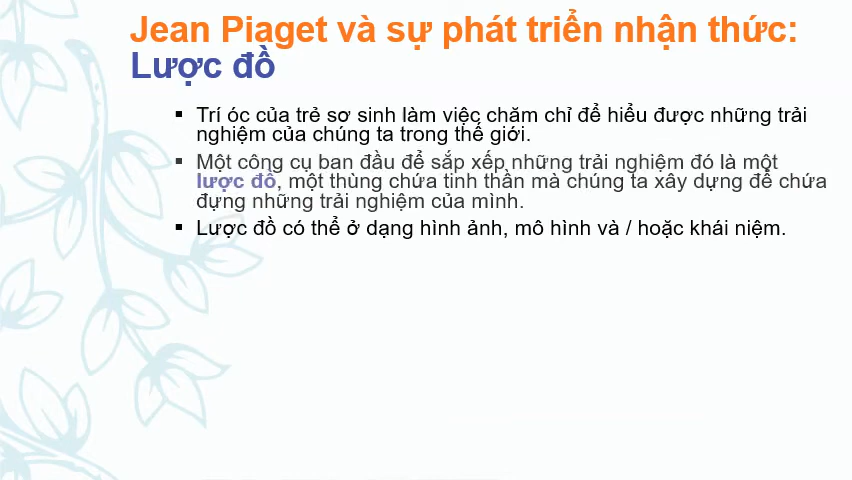 Jean Piaget và sự phát triển nhận thức:
Lược đồ
▪ Trí óc của trẻ sơ sinh làm việc chăm chỉ để hiểu được những trải
nghiệm của chúng ta trong thế giới.
▪ Một công cụ ban đầu để sắp xếp những trải nghiệm đó là một
lược đồ, một thùng chứa tinh thần mà chúng ta xây dựng để chứa
đựng những trải nghiệm của mình.
▪ Lược đồ có thể ở dạng hình ảnh, mô hình và / hoặc khái niệm.